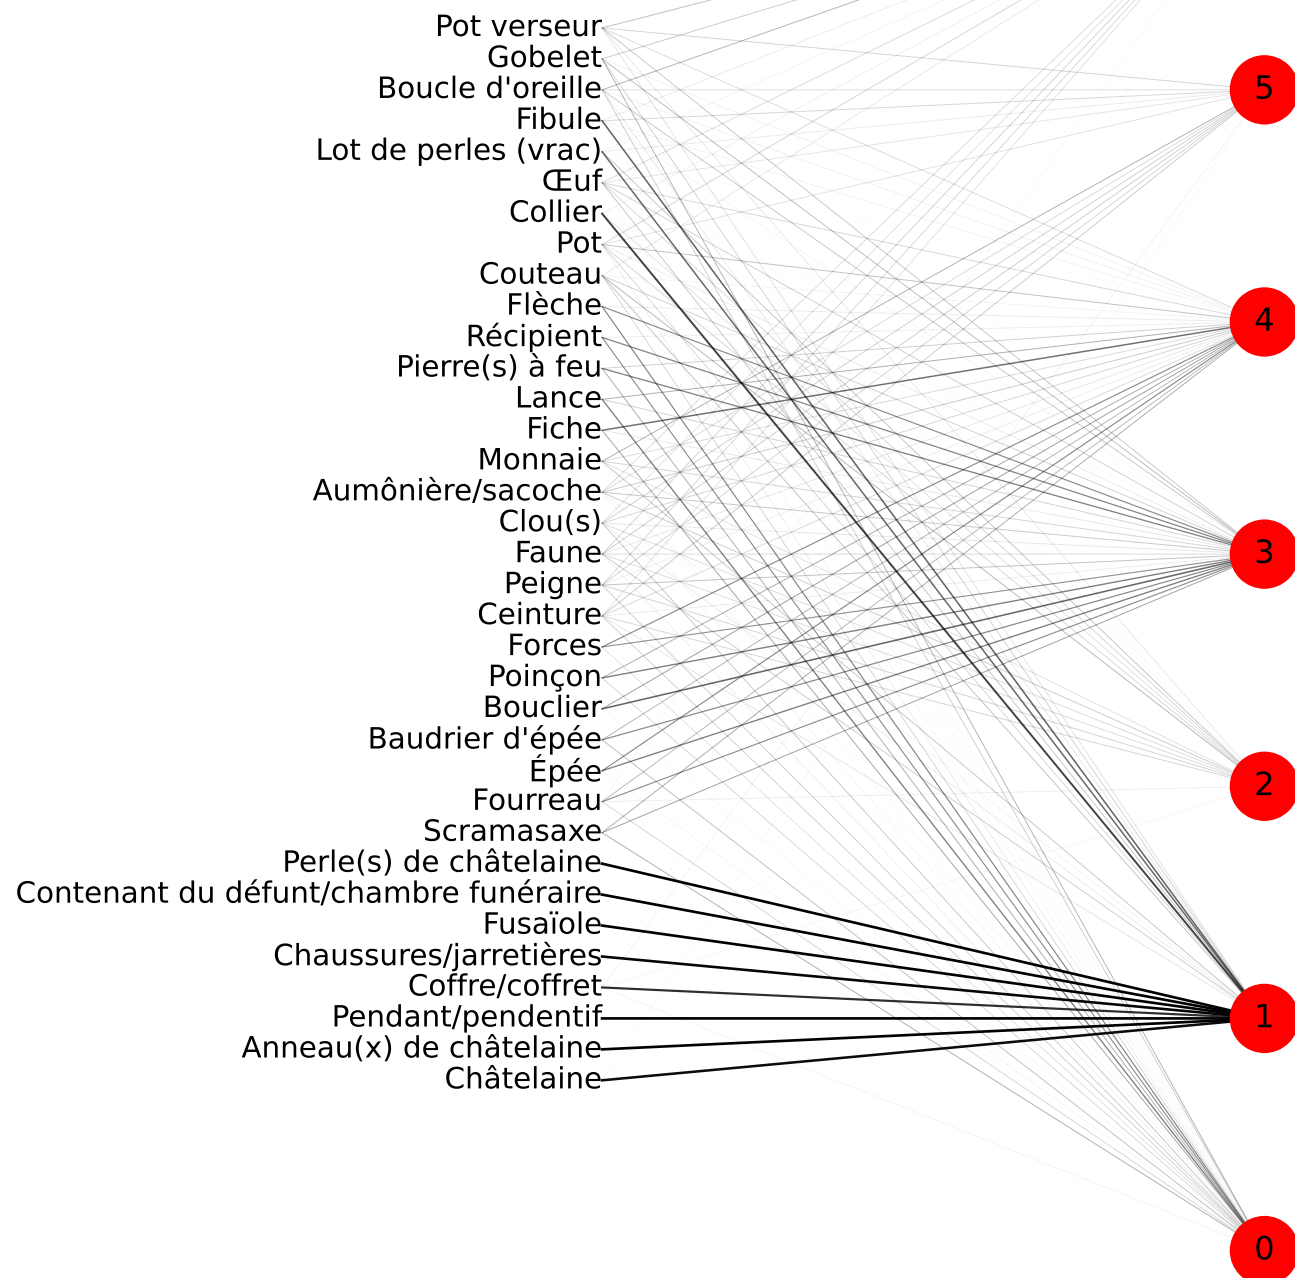 Pot verseur
Gobelet
Boucle d'oreille
Fibule
Lot de perles (vrac)
Œuf
Collier
Pot
Couteau
Flèche
Récipient
Pierre(s) à feu
Lance
Fiche
Monnaie
Aumônière/sacoche
Clou(s)
Faune
Peigne
Ceinture
Forces
Poinçon
Bouclier
Baudrier d'épée
Épée
Fourreau
Scramasaxe
Perle(s) de châtelaine
Contenant du défunt/chambre funéraire
Fusaïole
Chaussures/jarretières
Coffre/coffret
Pendant/pendentif
Anneau(x) de châtelaine
Châtelaine
5
4
3
2
1
0